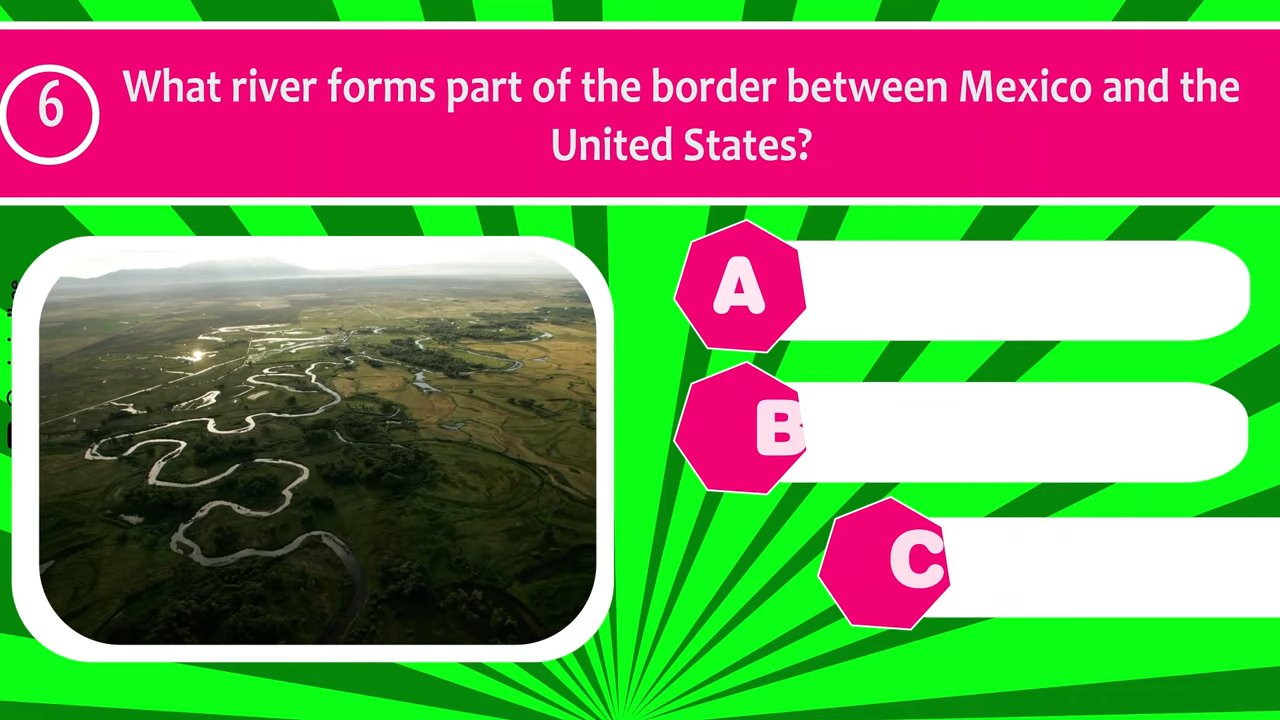 6
What river forms part of the border between Mexico and the
United States?
A
B
C